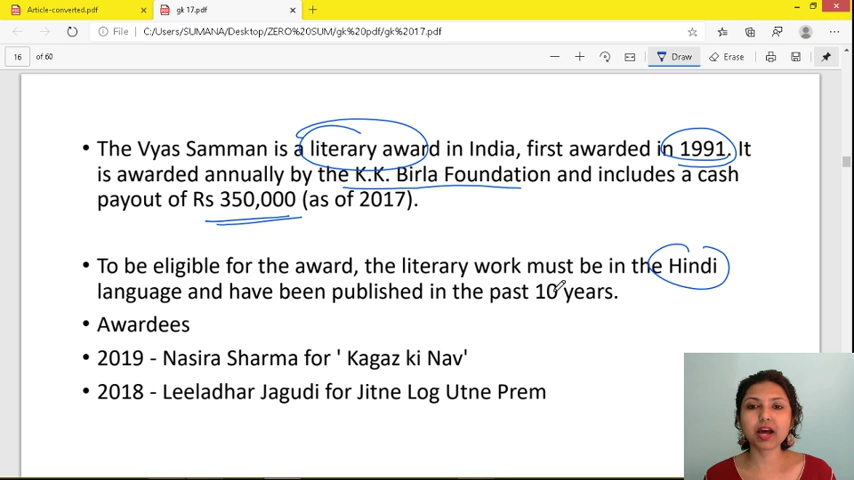 Article-converted.pdf
gk 17.pdf
File
C:/Users/SUMANA/Desktop/ZERO%20SUM/gk%20pdf/gk%2017.pdf
16 of 60
Draw
Erase
• The Vyas Samman is a literary award in India, first awarded in 1991. It
is awarded annually by the K.K. Birla Foundation and includes a cash
payout of Rs 350,000 (as of 2017).
• To be eligible for the award, the literary work must be in the Hindi
language and have been published in the past 10 years.
• Awardees
• 2019 - Nasira Sharma for ' Kagaz ki Nav'
• 2018 - Leeladhar Jagudi for Jitne Log Utne Prem